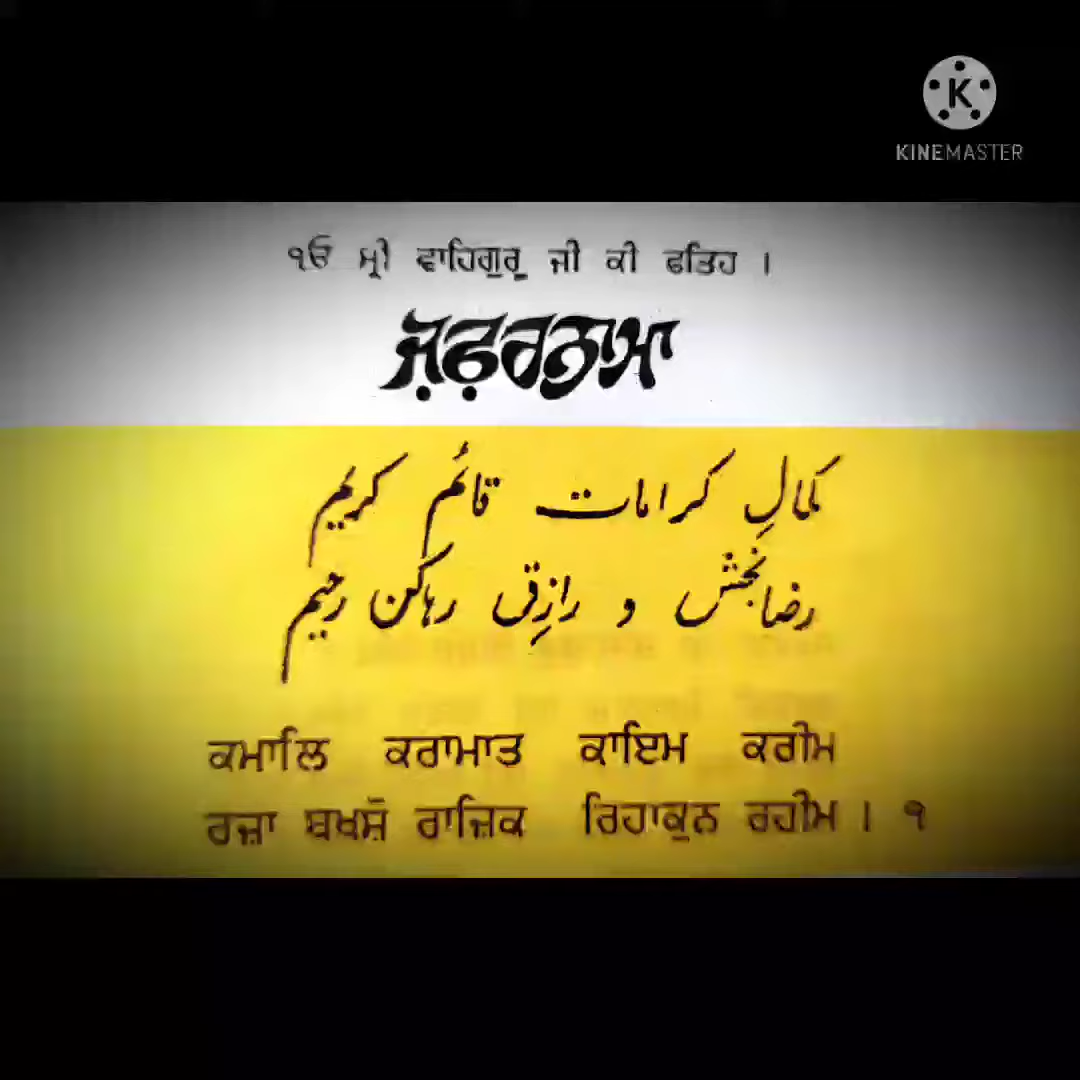 KINEMASTER
੧ੳ ਸ੍ਰੀ ਵਾਹਿਗੁਰੂ ਜੀ ਕੀ ਫਤਿਹ ।
ਜ਼ਫ਼ਰਨਾਮਾ
کمالِ کرامات قائم کریم
رضا بخش و رازِق رہاکن رحیم
ਕਮਾਲਿ ਕਰਾਮਾਤ ਕਾਇਮ ਕਰੀਮ
ਰਜ਼ਾ ਬਖਸ਼ੋ ਰਾਜ਼ਿਕ ਰਿਹਾਕੁਨ ਰਹੀਮ । ੧